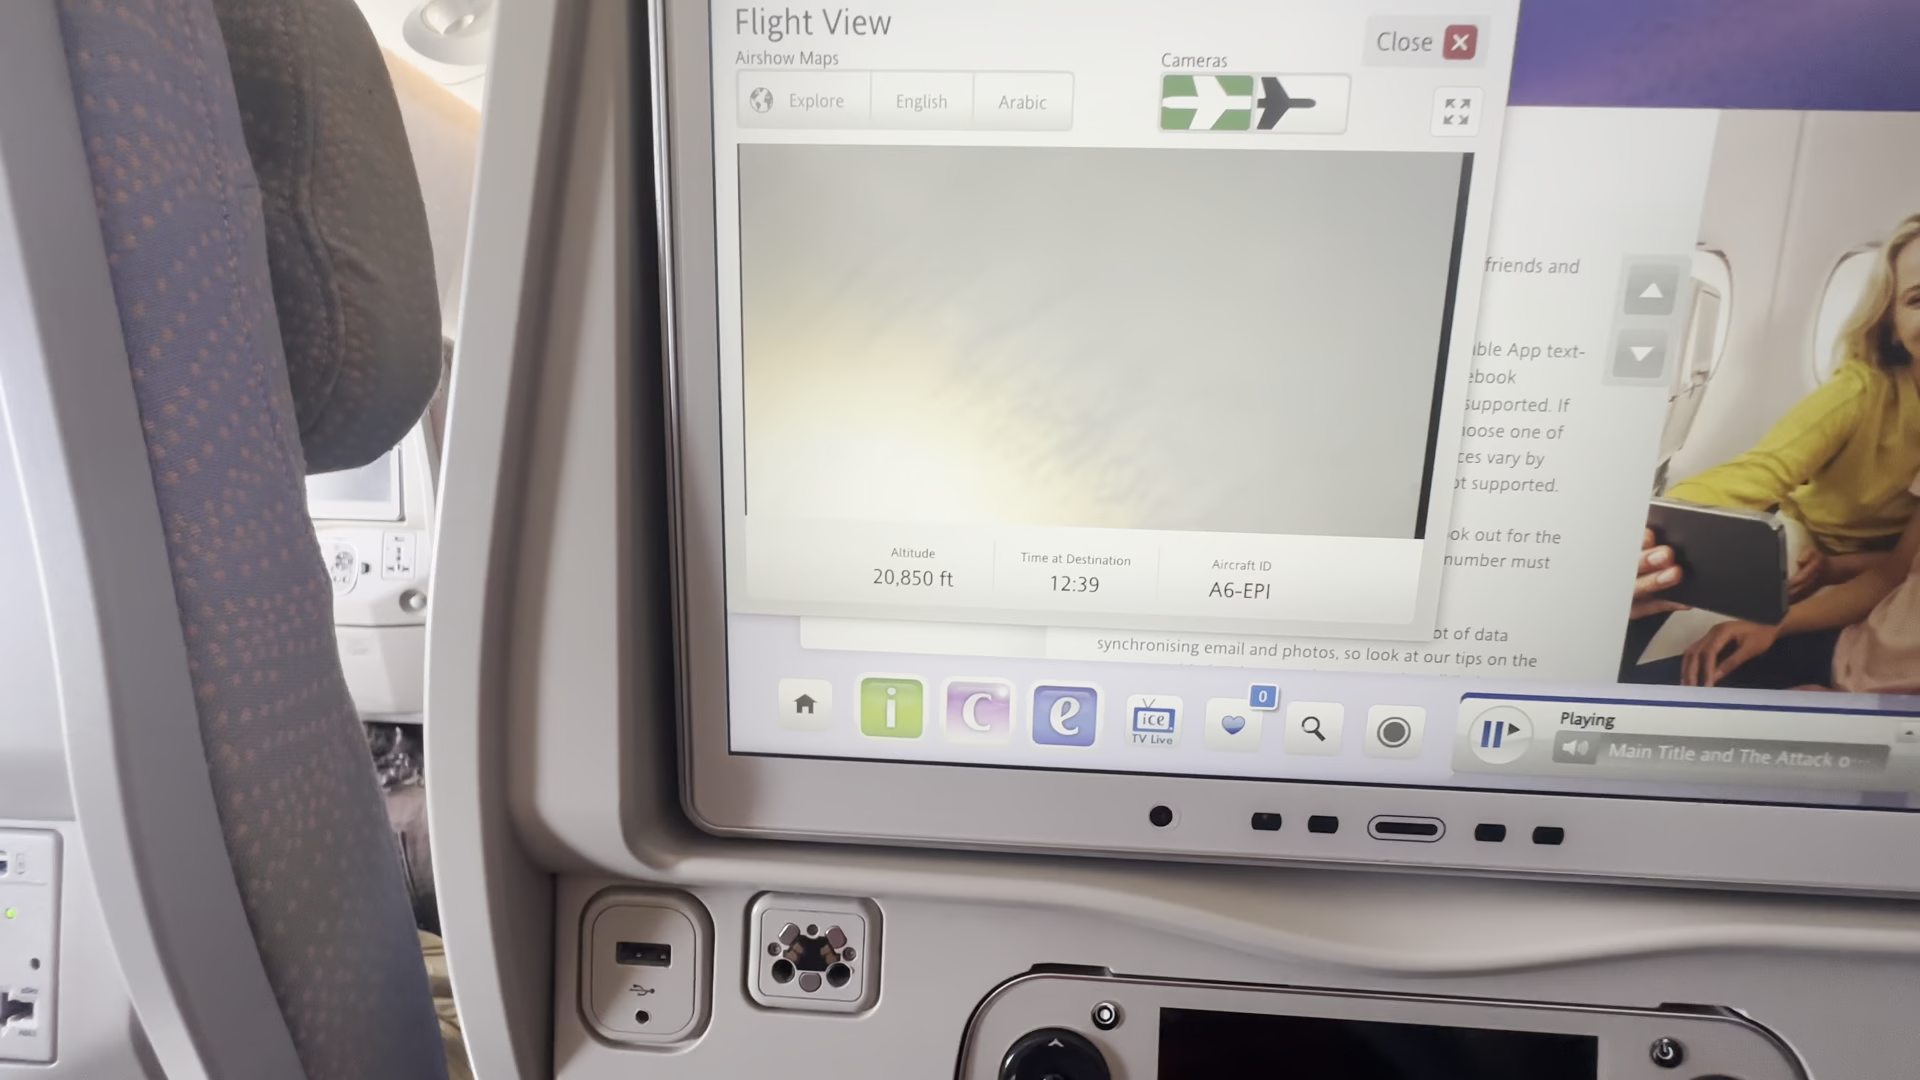 Flight View
Close
Airshow Maps
Cameras
Explore
English
Arabic
friends and
ble App text-
ebook
supported. If
oose one of
ces vary by
ot supported.
ok out for the
number must
Altitude
Time at Destination
Aircraft ID
20,850 ft
12:39
A6-EPI
ot of data
synchronising email and photos, so look at our tips on the
i
c
e
ice
TV Live
0
Playing
Main Title and The Attack o...